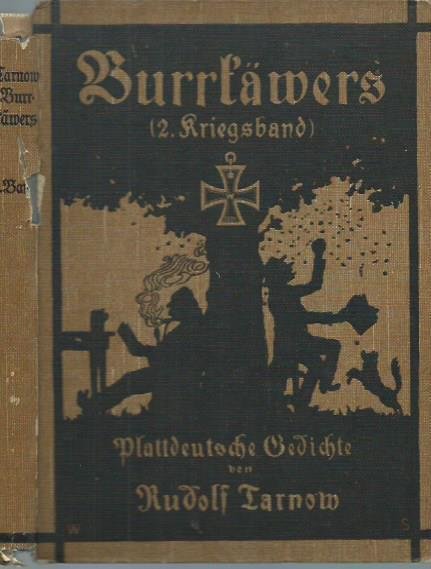 Tarnow
Burr-
käwers
Burrkäwers
(2. Kriegsband)
Plattdeutsche Gedichte
von
Rudolf Tarnow
W S